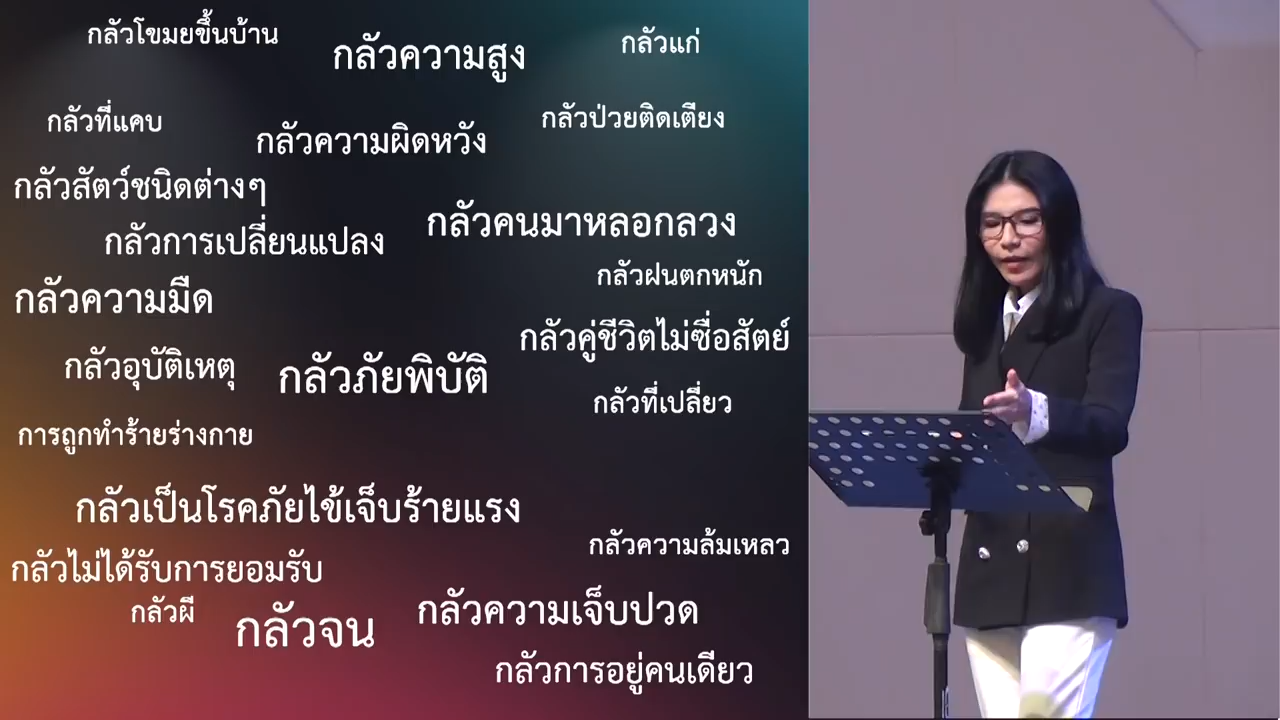 กลัวโขมยขึ้นบ้าน
กลัวความสูง
กลัวแก่
กลัวที่แคบ
กลัวความผิดหวัง
กลัวป่วยติดเตียง
กลัวสัตว์ชนิดต่างๆ
กลัวการเปลี่ยนแปลง
กลัวคนมาหลอกลวง
กลัวฝนตกหนัก
กลัวความมืด
กลัวคู่ชีวิตไม่ซื่อสัตย์
กลัวอุบัติเหตุ
กลัวภัยพิบัติ
กลัวที่เปลี่ยว
การถูกทำร้ายร่างกาย
กลัวเป็นโรคภัยไข้เจ็บร้ายแรง
กลัวความล้มเหลว
กลัวไม่ได้รับการยอมรับ
กลัวผี
กลัวจน
กลัวความเจ็บปวด
กลัวการอยู่คนเดียว